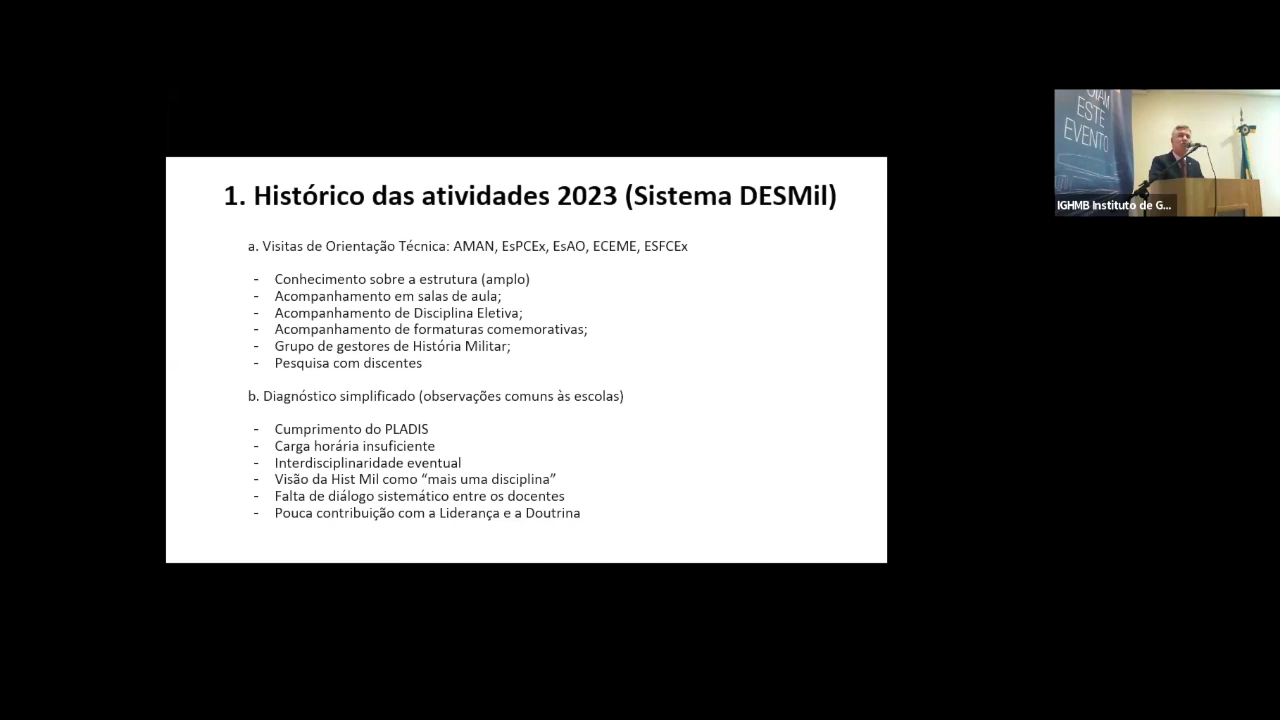 1. Histórico das atividades 2023 (Sistema DESMil)
a. Visitas de Orientação Técnica: AMAN, EsPCEx, EsAO, ECEME, ESFCEx
- Conhecimento sobre a estrutura (amplo)
- Acompanhamento em salas de aula;
- Acompanhamento de Disciplina Eletiva;
- Acompanhamento de formaturas comemorativas;
- Grupo de gestores de História Militar;
- Pesquisa com discentes
b. Diagnóstico simplificado (observações comuns às escolas)
- Cumprimento do PLADIS
- Carga horária insuficiente
- Interdisciplinaridade eventual
- Visão da Hist Mil como “mais uma disciplina”
- Falta de diálogo sistemático entre os docentes
- Pouca contribuição com a Liderança e a Doutrina
ESTE
EVENTO
IGHMB Instituto de G...